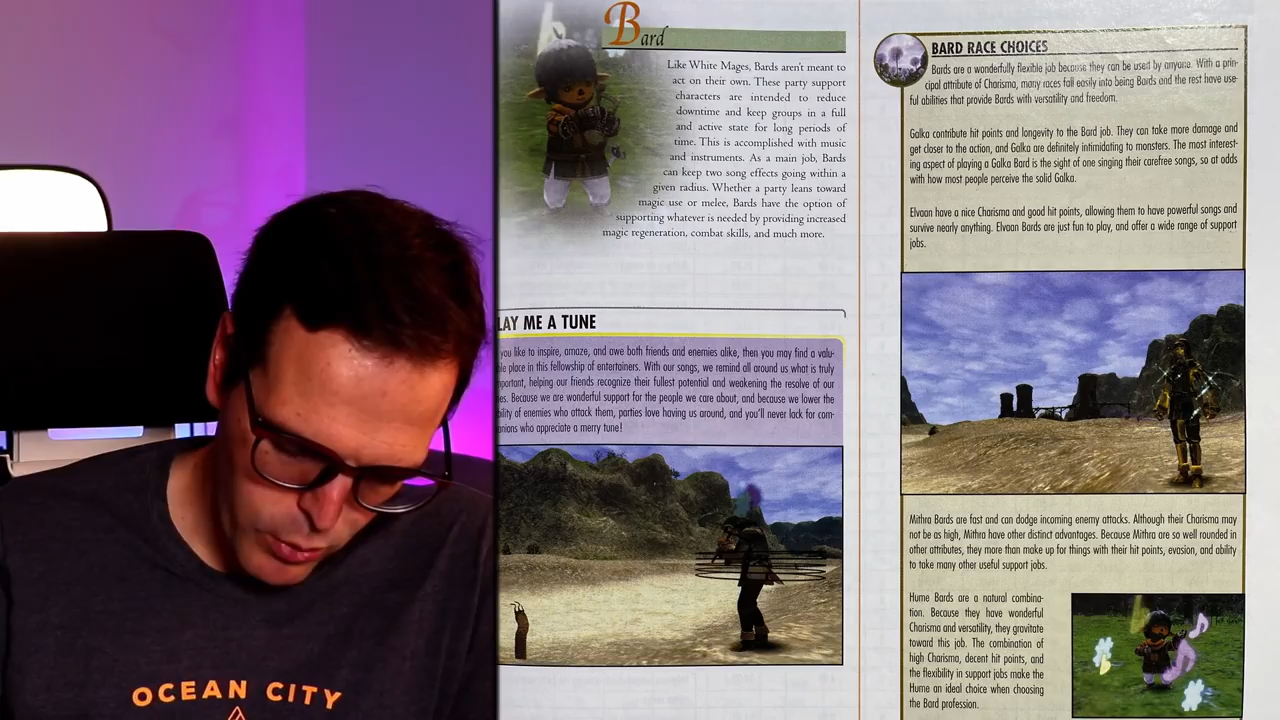 Bard
Like White Mages, Bards aren't meant to
act on their own. These party support
characters are intended to reduce
downtime and keep groups in a full
and active state for long periods of
time. This is accomplished with music
and instruments. As a main job, Bards
can keep two song effects going within a
given radius. Whether a party leans toward
magic use or melee, Bards have the option of
supporting whatever is needed by providing increased
magic regeneration, combat skills, and much more.
LAY ME A TUNE
you like to inspire, amaze, and awe both friends and enemies alike, then you may find a valu-
le place in this fellowship of entertainers. With our songs, we remind all around us what is truly
portant, helping our friends recognize their fullest potential and weakening the resolve of our
es. Because we are wonderful support for the people we care about, and because we lower the
bility of enemies who attack them, parties love having us around, and you'll never lack for com-
anions who appreciate a merry tune!
BARD RACE CHOICES
Bards are a wonderfully flexible job because they can be used by anyone. With a prin-
cipal attribute of Charisma, many races fall easily into being Bards and the rest have use-
ful abilities that provide Bards with versatility and freedom.
Galka contribute hit points and longevity to the Bard job. They can take more damage and
get closer to the action, and Galka are definitely intimidating to monsters. The most interest-
ing aspect of playing a Galka Bard is the sight of one singing their carefree songs, so at odds
with how most people perceive the solid Galka.
Elvaan have a nice Charisma and good hit points, allowing them to have powerful songs and
survive nearly anything. Elvaan Bards are just fun to play, and offer a wide range of support
jobs.
Mithra Bards are fast and can dodge incoming enemy attacks. Although their Charisma may
not be as high, Mithra have other distinct advantages. Because Mithra are so well rounded in
other attributes, they more than make up for things with their hit points, evasion, and ability
to take many other useful support jobs.
Hume Bards are a natural combina-
tion. Because they have wonderful
Charisma and versatility, they gravitate
toward this job. The combination of
high Charisma, decent hit points, and
the flexibility in support jobs make the
Hume an ideal choice when choosing
the Bard profession.
OCEAN CITY